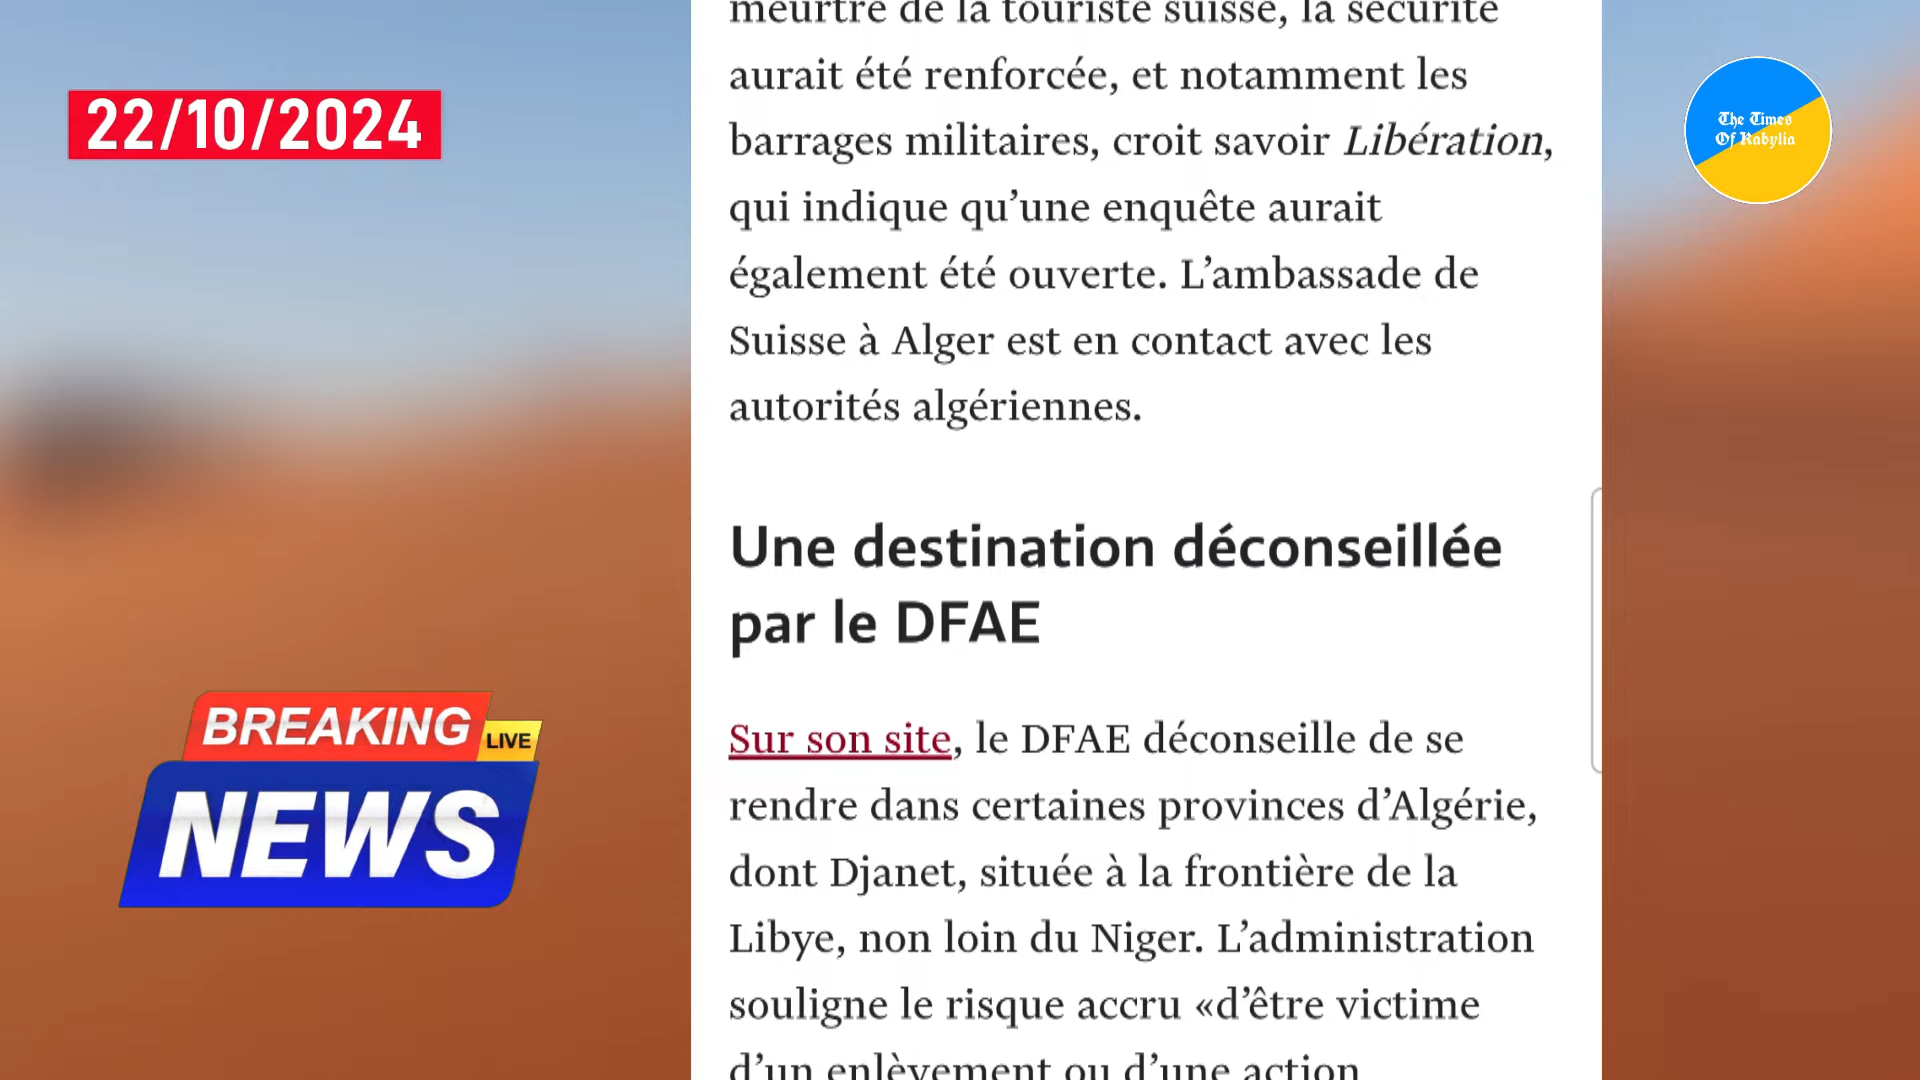 22/10/2024
The Times
Of Kabylia
meurtre de la touriste suisse, la sécurité
aurait été renforcée, et notamment les
barrages militaires, croit savoir Libération,
qui indique qu’une enquête aurait
également été ouverte. L’ambassade de
Suisse à Alger est en contact avec les
autorités algériennes.
Une destination déconseillée
par le DFAE
Sur son site, le DFAE déconseille de se
rendre dans certaines provinces d’Algérie,
dont Djanet, située à la frontière de la
Libye, non loin du Niger. L’administration
souligne le risque accru «d’être victime
d’un enlèvement ou d’une action
BREAKING
LIVE
NEWS